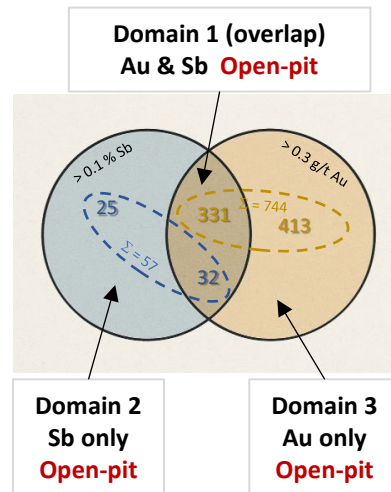 Domain 1 (overlap)
Au & Sb Open-pit
> 0.1 % Sb
> 0.3 g/t Au
25
331
Σ = 744
413
Σ = 57
32
Domain 2
Sb only
Open-pit
Domain 3
Au only
Open-pit